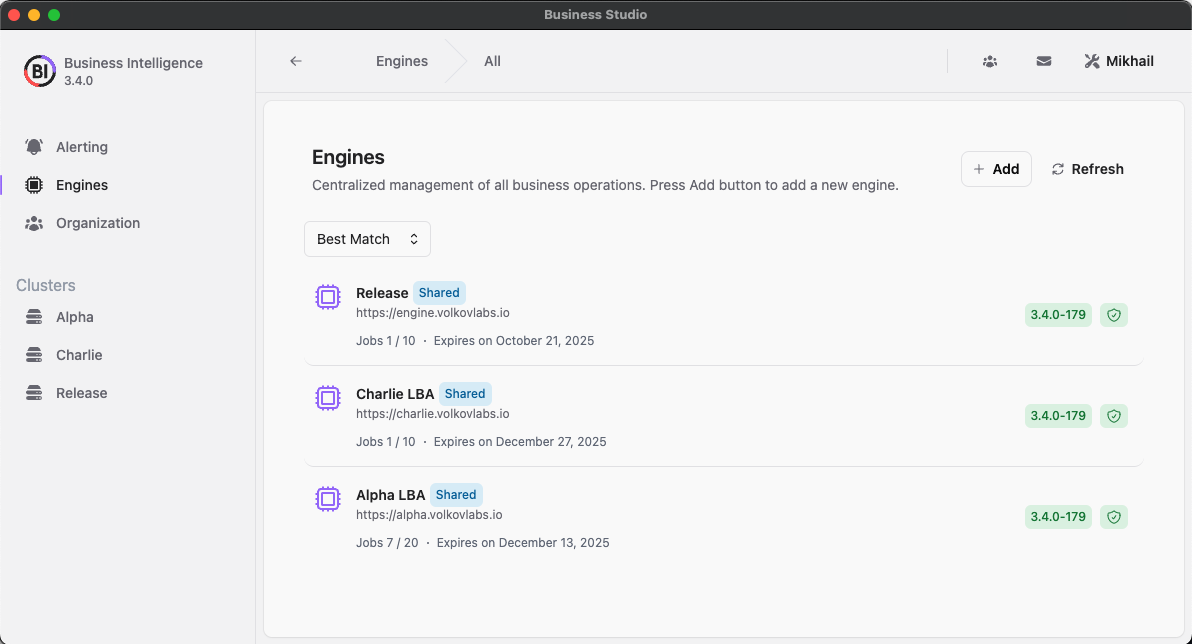 Business Studio
BI
Business Intelligence
3.4.0
Alerting
Engines
Organization
Clusters
Alpha
Charlie
Release
Engines
All
Mikhail
Engines
Centralized management of all business operations. Press Add button to add a new engine.
Add
Refresh
Best Match
Release Shared
https://engine.volkovlabs.io
Jobs 1 / 10 · Expires on October 21, 2025
3.4.0-179
Charlie LBA Shared
https://charlie.volkovlabs.io
Jobs 1 / 10 · Expires on December 27, 2025
3.4.0-179
Alpha LBA Shared
https://alpha.volkovlabs.io
Jobs 7 / 20 · Expires on December 13, 2025
3.4.0-179